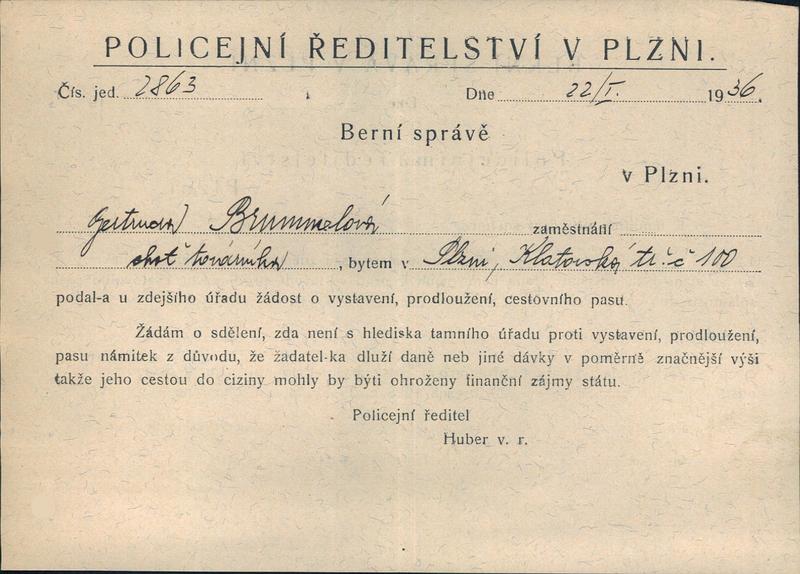 POLICEJNÍ ŘEDITELSTVÍ V PLZNI.
Čís. jed. 2863 Dne 22/I. 1936.
Berní správě
v Plzni.
Gertruda Brummelová zaměstnání
choť továrníka, bytem v Plzni, Klatovská tř. č 100
podal-a u zdejšího úřadu žádost o vystavení, prodloužení, cestovního pasu.
Žádám o sdělení, zda není s hlediska tamního úřadu proti vystavení, prodloužení,
pasu námitek z důvodu, že žadatel-ka dluží daně neb jiné dávky v poměrně značnější výši
takže jeho cestou do ciziny mohly by býti ohroženy finanční zájmy státu.
Policejní ředitel
Huber v. r.